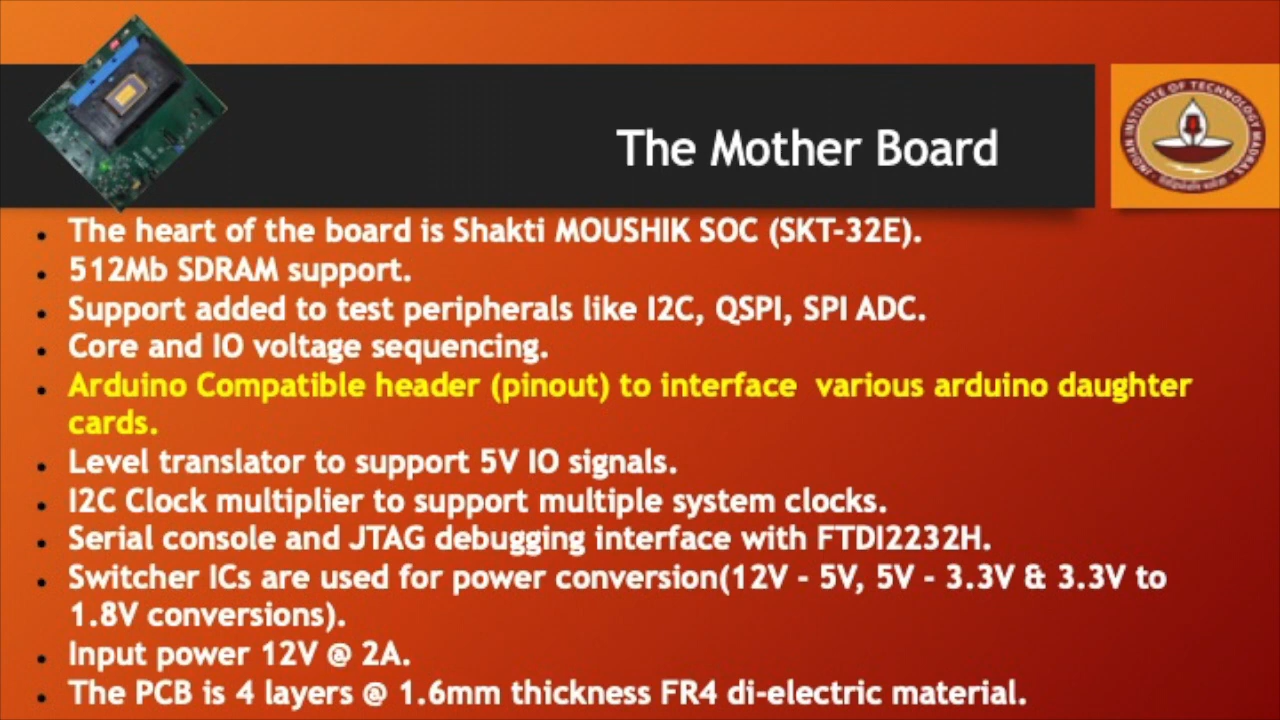 The Mother Board
INDIAN INSTITUTE OF TECHNOLOGY MADRAS
The heart of the board is Shakti MOUSHIK SOC (SKT-32E).
512Mb SDRAM support.
Support added to test peripherals like I2C, QSPI, SPI ADC.
Core and IO voltage sequencing.
Arduino Compatible header (pinout) to interface  various arduino daughter
cards.
Level translator to support 5V IO signals.
I2C Clock multiplier to support multiple system clocks.
Serial console and JTAG debugging interface with FTDI2232H.
Switcher ICs are used for power conversion(12V - 5V, 5V - 3.3V & 3.3V to
1.8V conversions).
Input power 12V @ 2A.
The PCB is 4 layers @ 1.6mm thickness FR4 di-electric material.